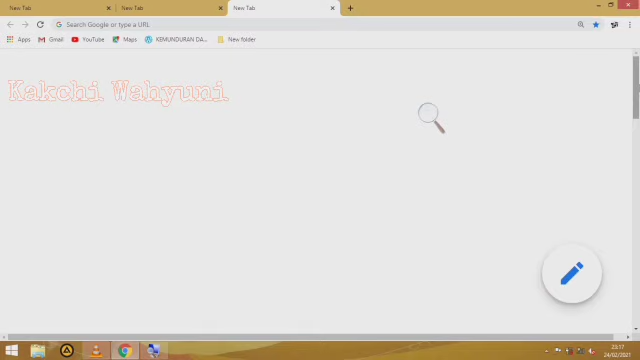 New Tab New Tab New Tab
Search Google or type a URL
Apps Gmail YouTube Maps KEMUNDURAN DA... New folder
Kakchi Wahyuni
23:17
24/02/2021